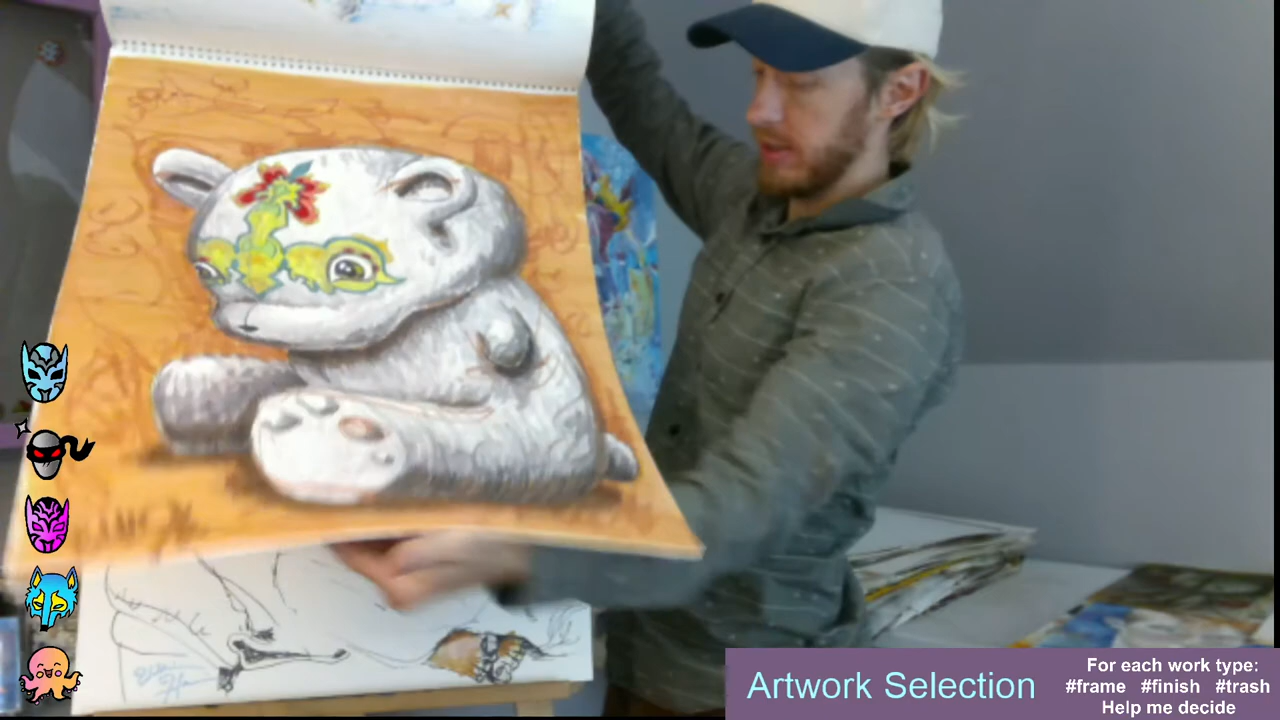 Artwork Selection
For each work type:
#frame #finish #trash
Help me decide